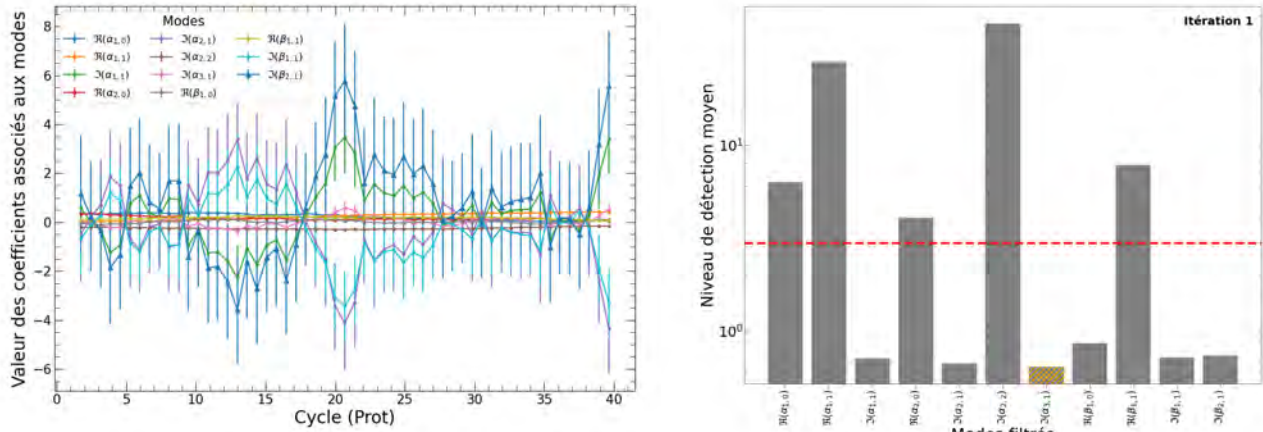 Valeur des coefficients associés aux modes
8
6
4
2
0
−2
−4
−6
Modes
ℜ(α1,0) ℑ(α2,1) ℜ(β1,1)
ℜ(α1,1) ℑ(α2,2) ℑ(β1,1)
ℑ(α1,1) ℑ(α3,1) ℑ(β2,1)
ℜ(α2,0) ℜ(β1,0)
0 5 10 15 20 25 30 35 40
Cycle (Prot)
Itération 1
Niveau de détection moyen
10¹
10⁰
ℜ(α1,0) ℜ(α1,1) ℑ(α1,1) ℜ(α2,0) ℑ(α2,1) ℑ(α2,2) ℑ(α3,1) ℜ(β1,0) ℜ(β1,1) ℑ(β1,1) ℑ(β2,1)
Modes filtrée